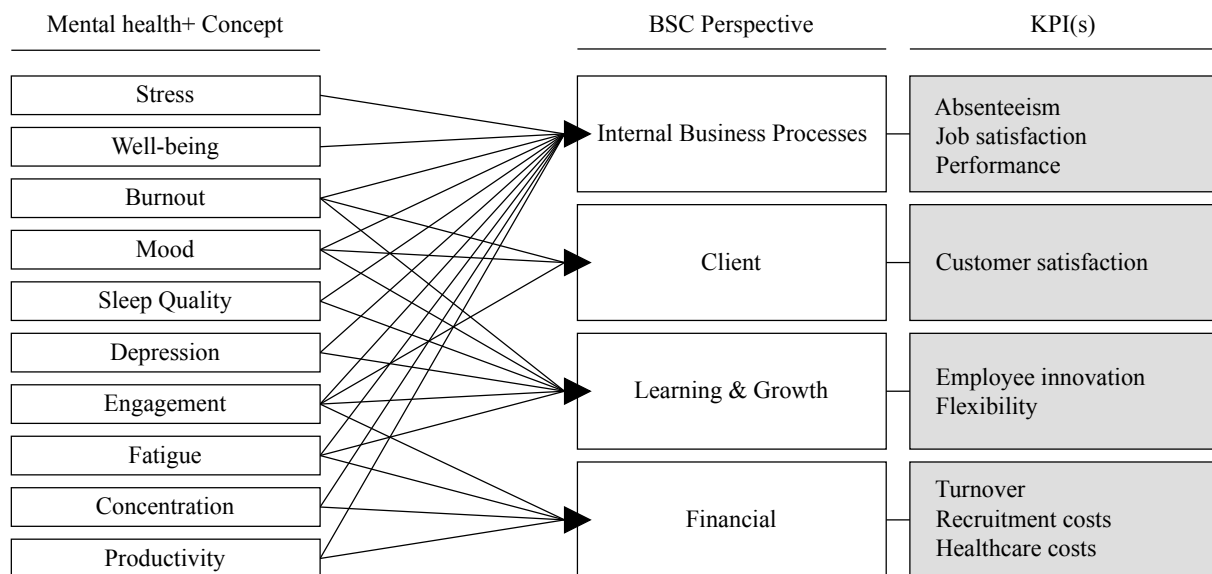 Mental health+ Concept
BSC Perspective
KPI(s)
Stress
Well-being
Burnout
Mood
Sleep Quality
Depression
Engagement
Fatigue
Concentration
Productivity
Internal Business Processes
Client
Learning & Growth
Financial
Absenteeism
Job satisfaction
Performance
Customer satisfaction
Employee innovation
Flexibility
Turnover
Recruitment costs
Healthcare costs